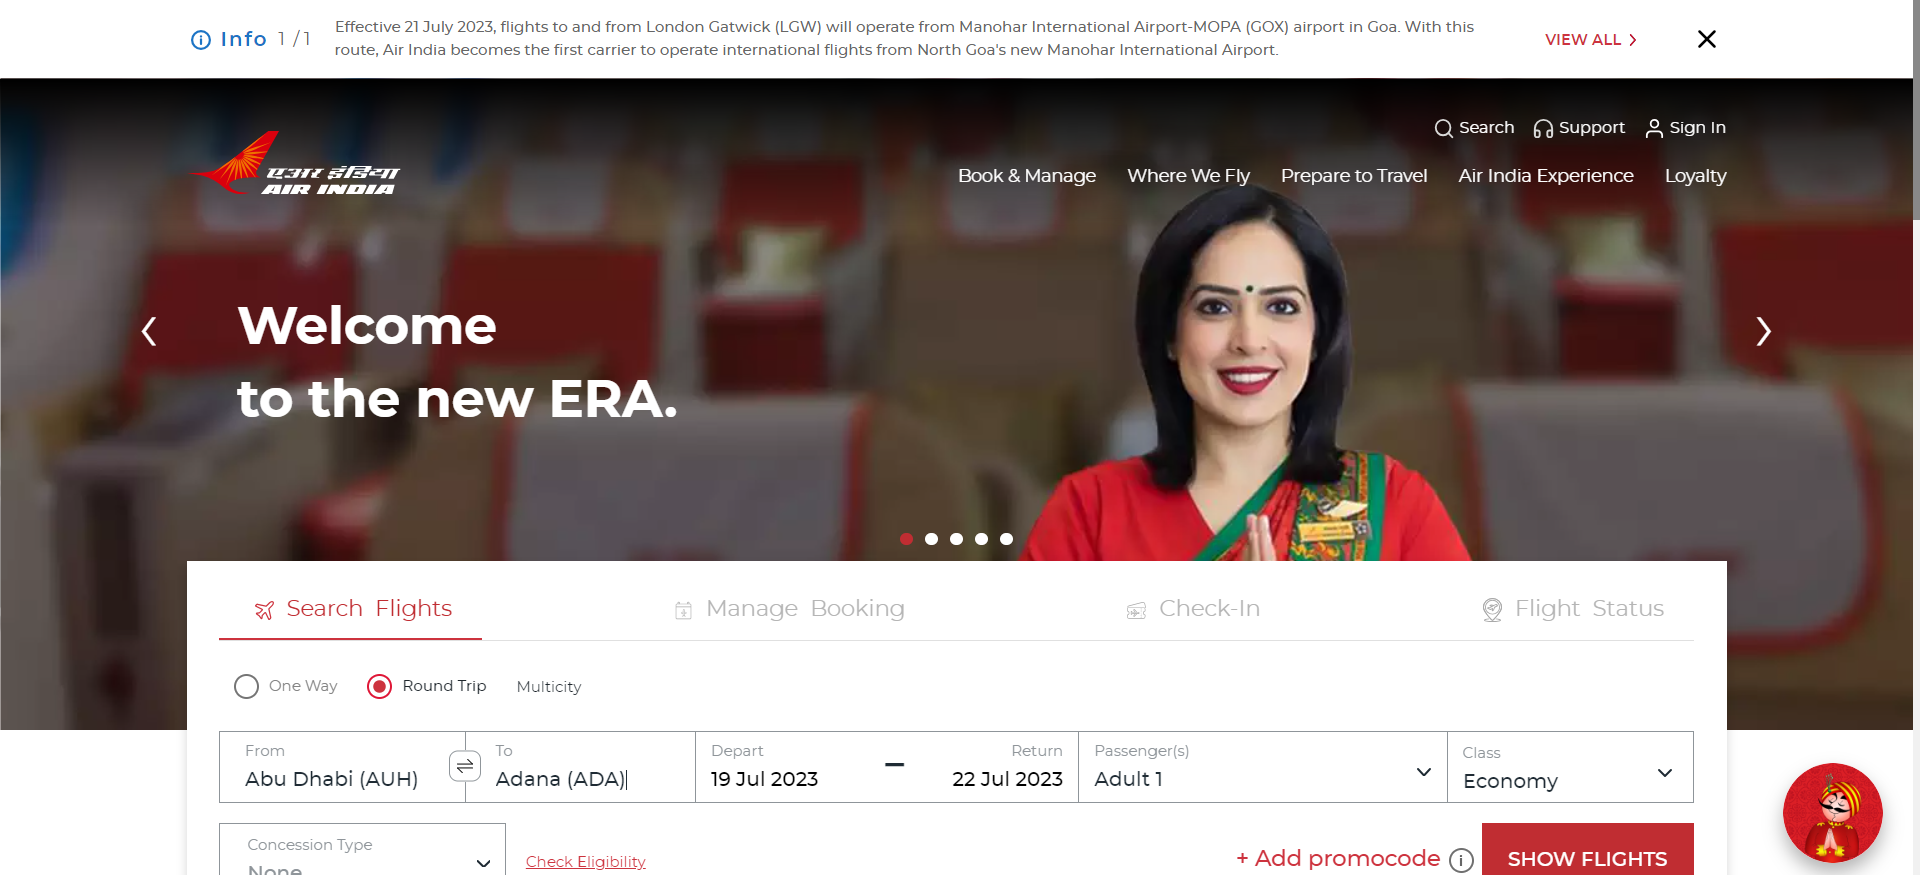 Info 1 / 1
Effective 21 July 2023, flights to and from London Gatwick (LGW) will operate from Manohar International Airport-MOPA (GOX) airport in Goa. With this
route, Air India becomes the first carrier to operate international flights from North Goa's new Manohar International Airport.
VIEW ALL
Search Support Sign In
एअर इंडिया
AIR INDIA
Book & Manage Where We Fly Prepare to Travel Air India Experience Loyalty
Welcome
to the new ERA.
Search Flights Manage Booking Check-In Flight Status
One Way Round Trip Multicity
From To Depart Return Passenger(s) Class
Abu Dhabi (AUH) Adana (ADA) 19 Jul 2023 22 Jul 2023 Adult 1 Economy
Concession Type
None
Check Eligibility
+ Add promocode
SHOW FLIGHTS